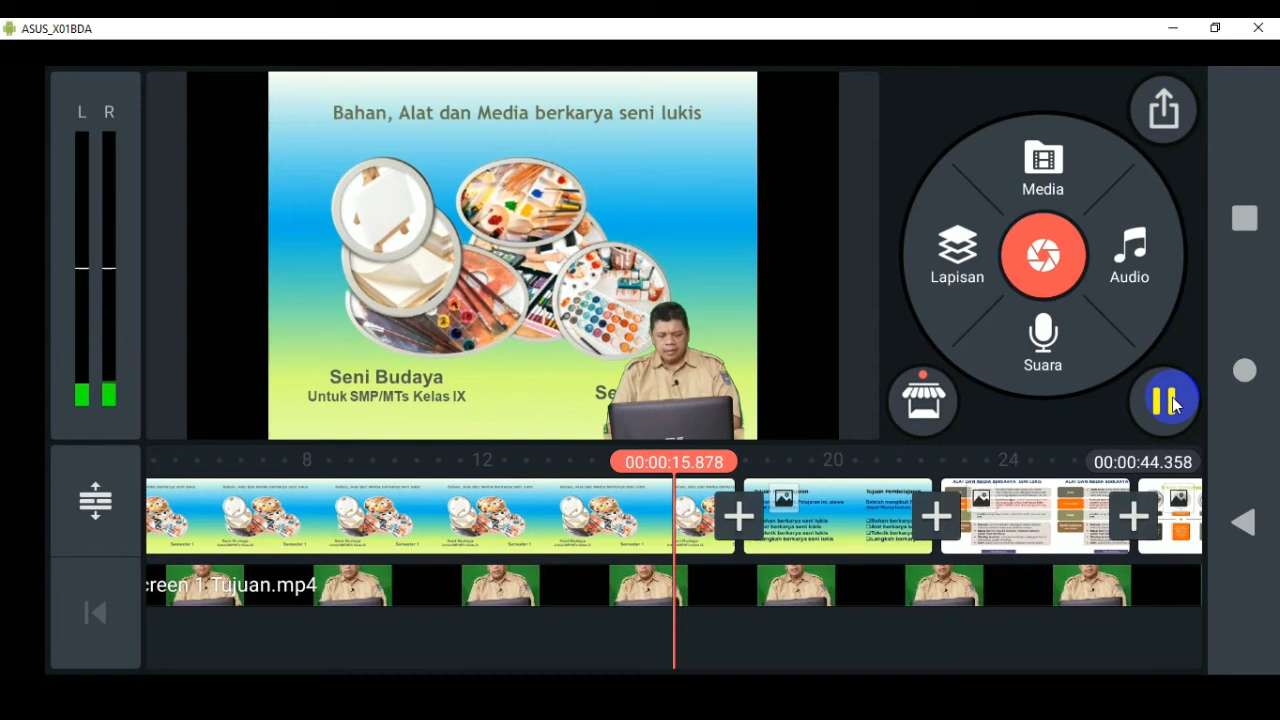 ASUS_X01BDA
L R
Bahan, Alat dan Media berkarya seni lukis
Seni Budaya
Untuk SMP/MTs Kelas IX
Se
Media
Lapisan
Audio
Suara
8
12
00:00:15.878
20
24
00:00:44.358
creen 1 Tujuan.mp4